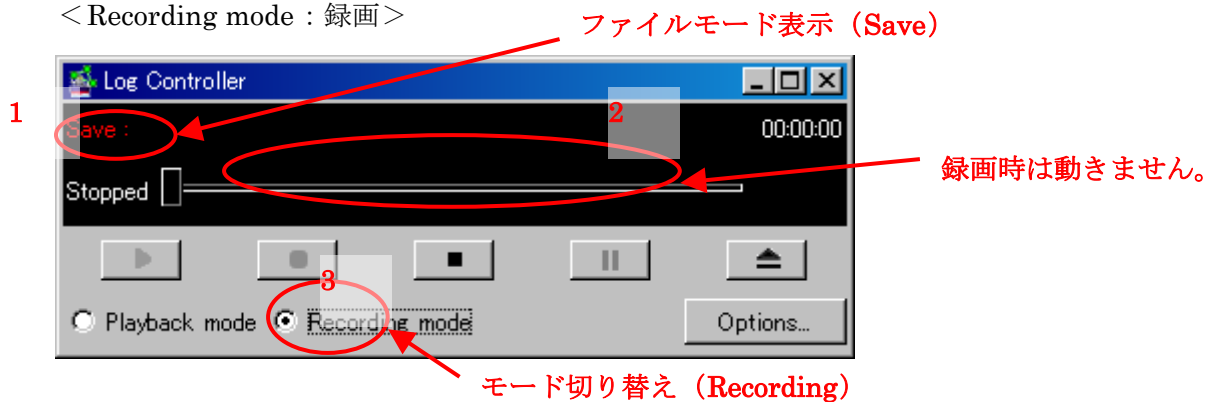 ＜Recording mode：録画＞
ファイルモード表示（Save）
Log Controller
1
Save :
2
00:00:00
録画時は動きません。
Stopped
3
Playback mode
Recording mode
Options...
モード切り替え（Recording）